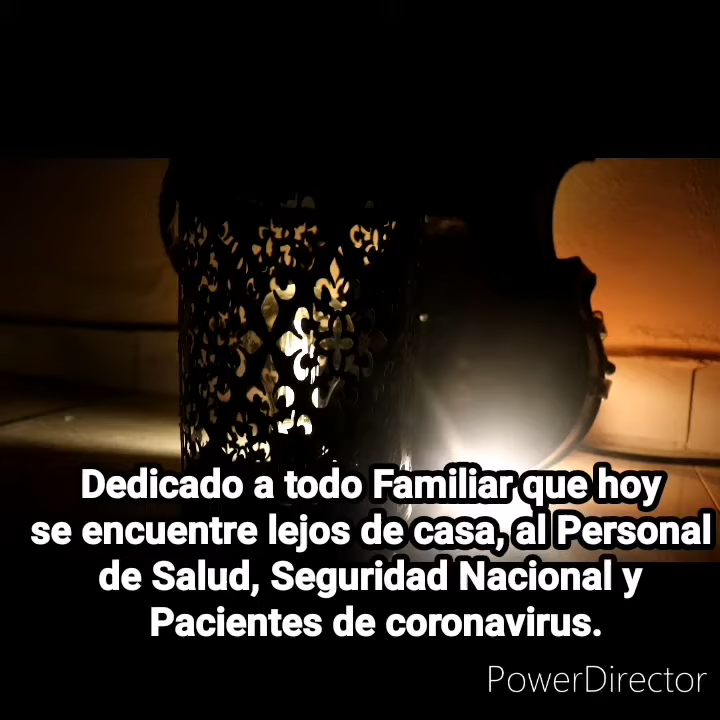 Dedicado a todo Familiar que hoy
se encuentre lejos de casa, al Personal
de Salud, Seguridad Nacional y
Pacientes de coronavirus.
PowerDirector